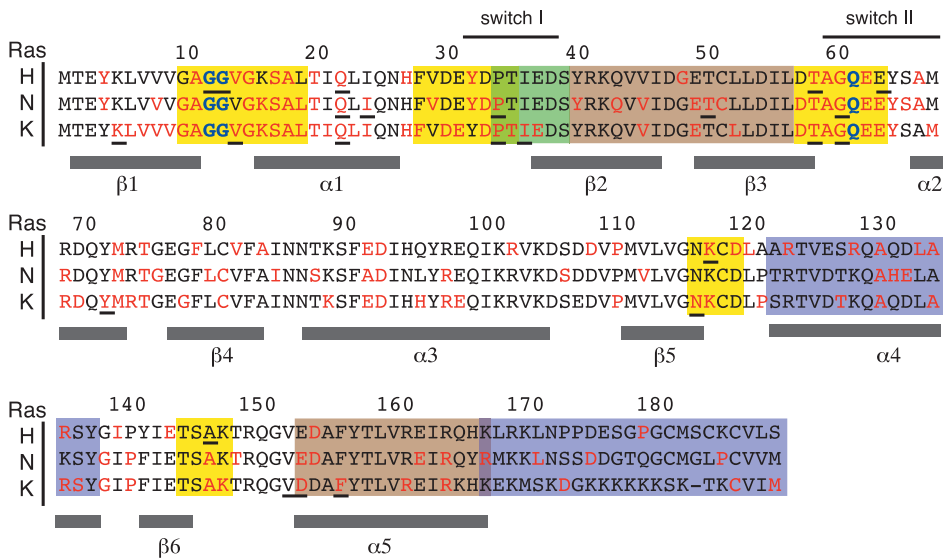 switch I switch II
Ras 10 20 30 40 50 60
H MTEYKLVVVGAGGVGKSALTIQLIQNHFVDEYDPTIEDSYRKQVVIDGETCLLDILDTAGQEEYSAM
N MTEYKLVVVGAGGVGKSALTIQLIQNHFVDEYDPTIEDSYRKQVVIDGETCLLDILDTAGQEEYSAM
K MTEYKLVVVGAGGVGKSALTIQLIQNHFVDEYDPTIEDSYRKQVVIDGETCLLDILDTAGQEEYSAM
β1 α1 β2 β3 α2
Ras 70 80 90 100 110 120 130
H RDQYMRTGEGFLCVFAINNTKSFEDIHQYREQIKRVKDSDDVPMVLVGNKCDLAARTVESRQAQDLA
N RDQYMRTGEGFLCVFAINNSKSFADINLYREQIKRVKDSDDVPMVLVGNKCDLPTRTVDTKQAHELA
K RDQYMRTGEGFLCVFAINNTKSFEDIHHYREQIKRVKDSEDVPMVLVGNKCDLPSRTVDTKQAQDLA
β4 α3 β5 α4
Ras 140 150 160 170 180
H RSYGIPYIETSAKTRQGVEDAFYTLVREIRQHKLRKLNPPDESGPGCMSCKCVLS
N KSYGIPFIETSAKTRQGVEDAFYTLVREIRQYRMKKLNSSDDGTQGCMGLPCVVM
K RSYGIPFIETSAKTRQGVDDAFYTLVREIRKHKEKMSKDGKKKKKKSK-TKCVIM
β6 α5